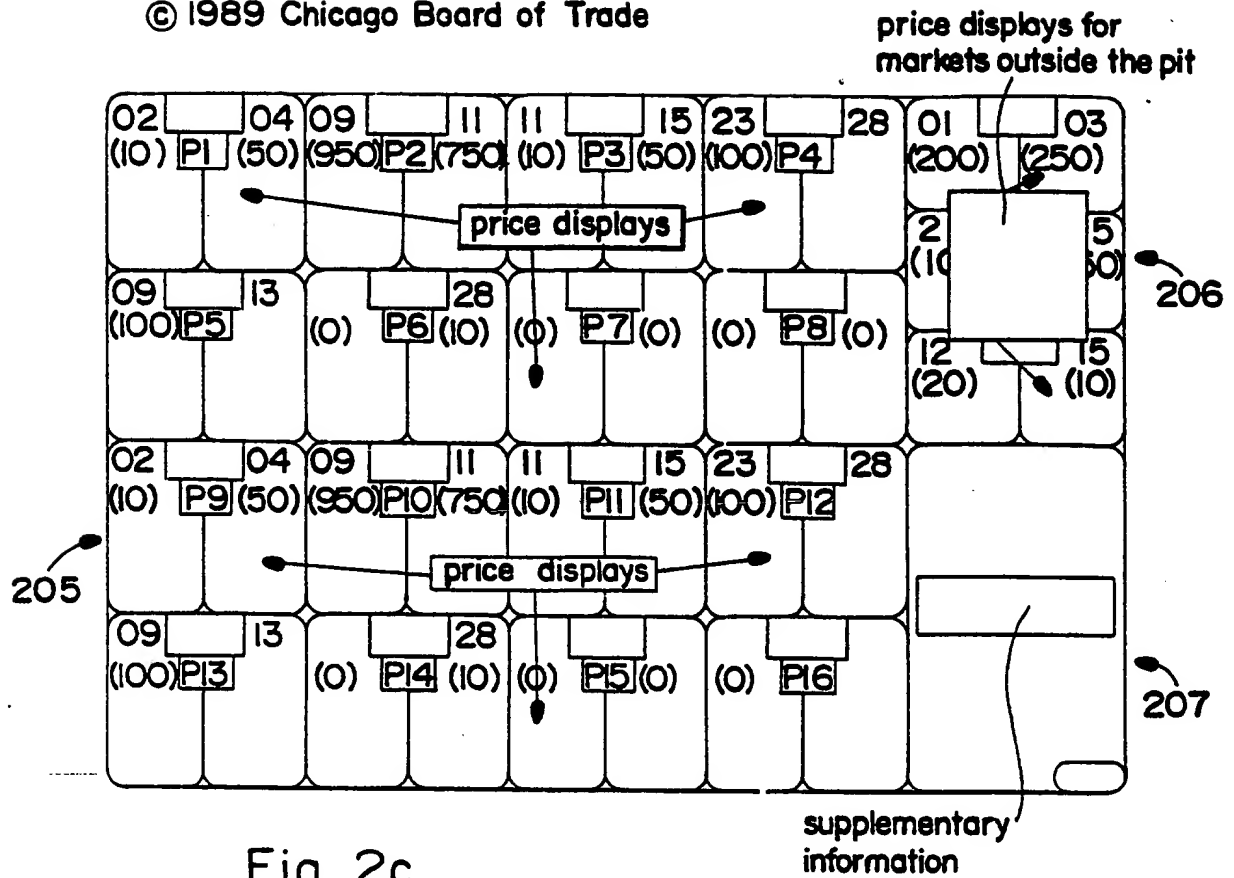 © 1989 Chicago Board of Trade
price displays for
markets outside the pit
02 04 09 11 11 15 23 28 01 03
(10) P1 (50) (950) P2 (750) (10) P3 (50) (100) P4 (200) (250)
price displays
2 5
206
09 13 28
(100) P5 (0) P6 (10) (0) P7 (0) (0) P8 (0)
12 15
(20) (10)
02 04 09 11 11 15 23 28
(10) P9 (50) (950) P10 (750) (10) P11 (50) (100) P12
205
price displays
09 13 28
(100) P13 (0) P14 (10) (0) P15 (0) (0) P16
207
supplementary
information
Fig. 2c